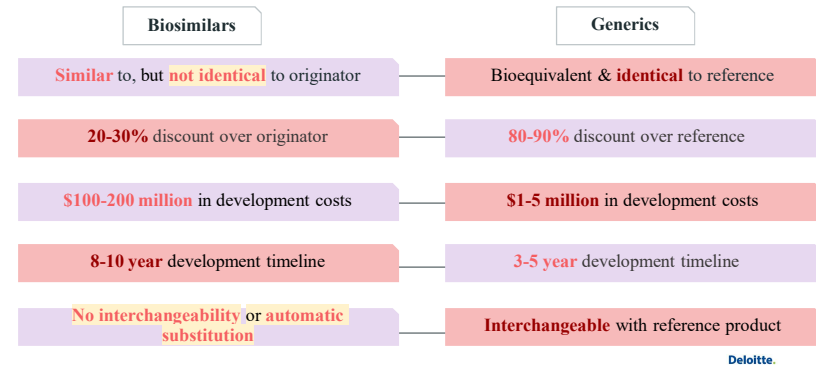 Biosimilars
Generics
Similar to, but not identical to originator
Bioequivalent & identical to reference
20-30% discount over originator
80-90% discount over reference
$100-200 million in development costs
$1-5 million in development costs
8-10 year development timeline
3-5 year development timeline
No interchangeability or automatic
substitution
Interchangeable with reference product
Deloitte.